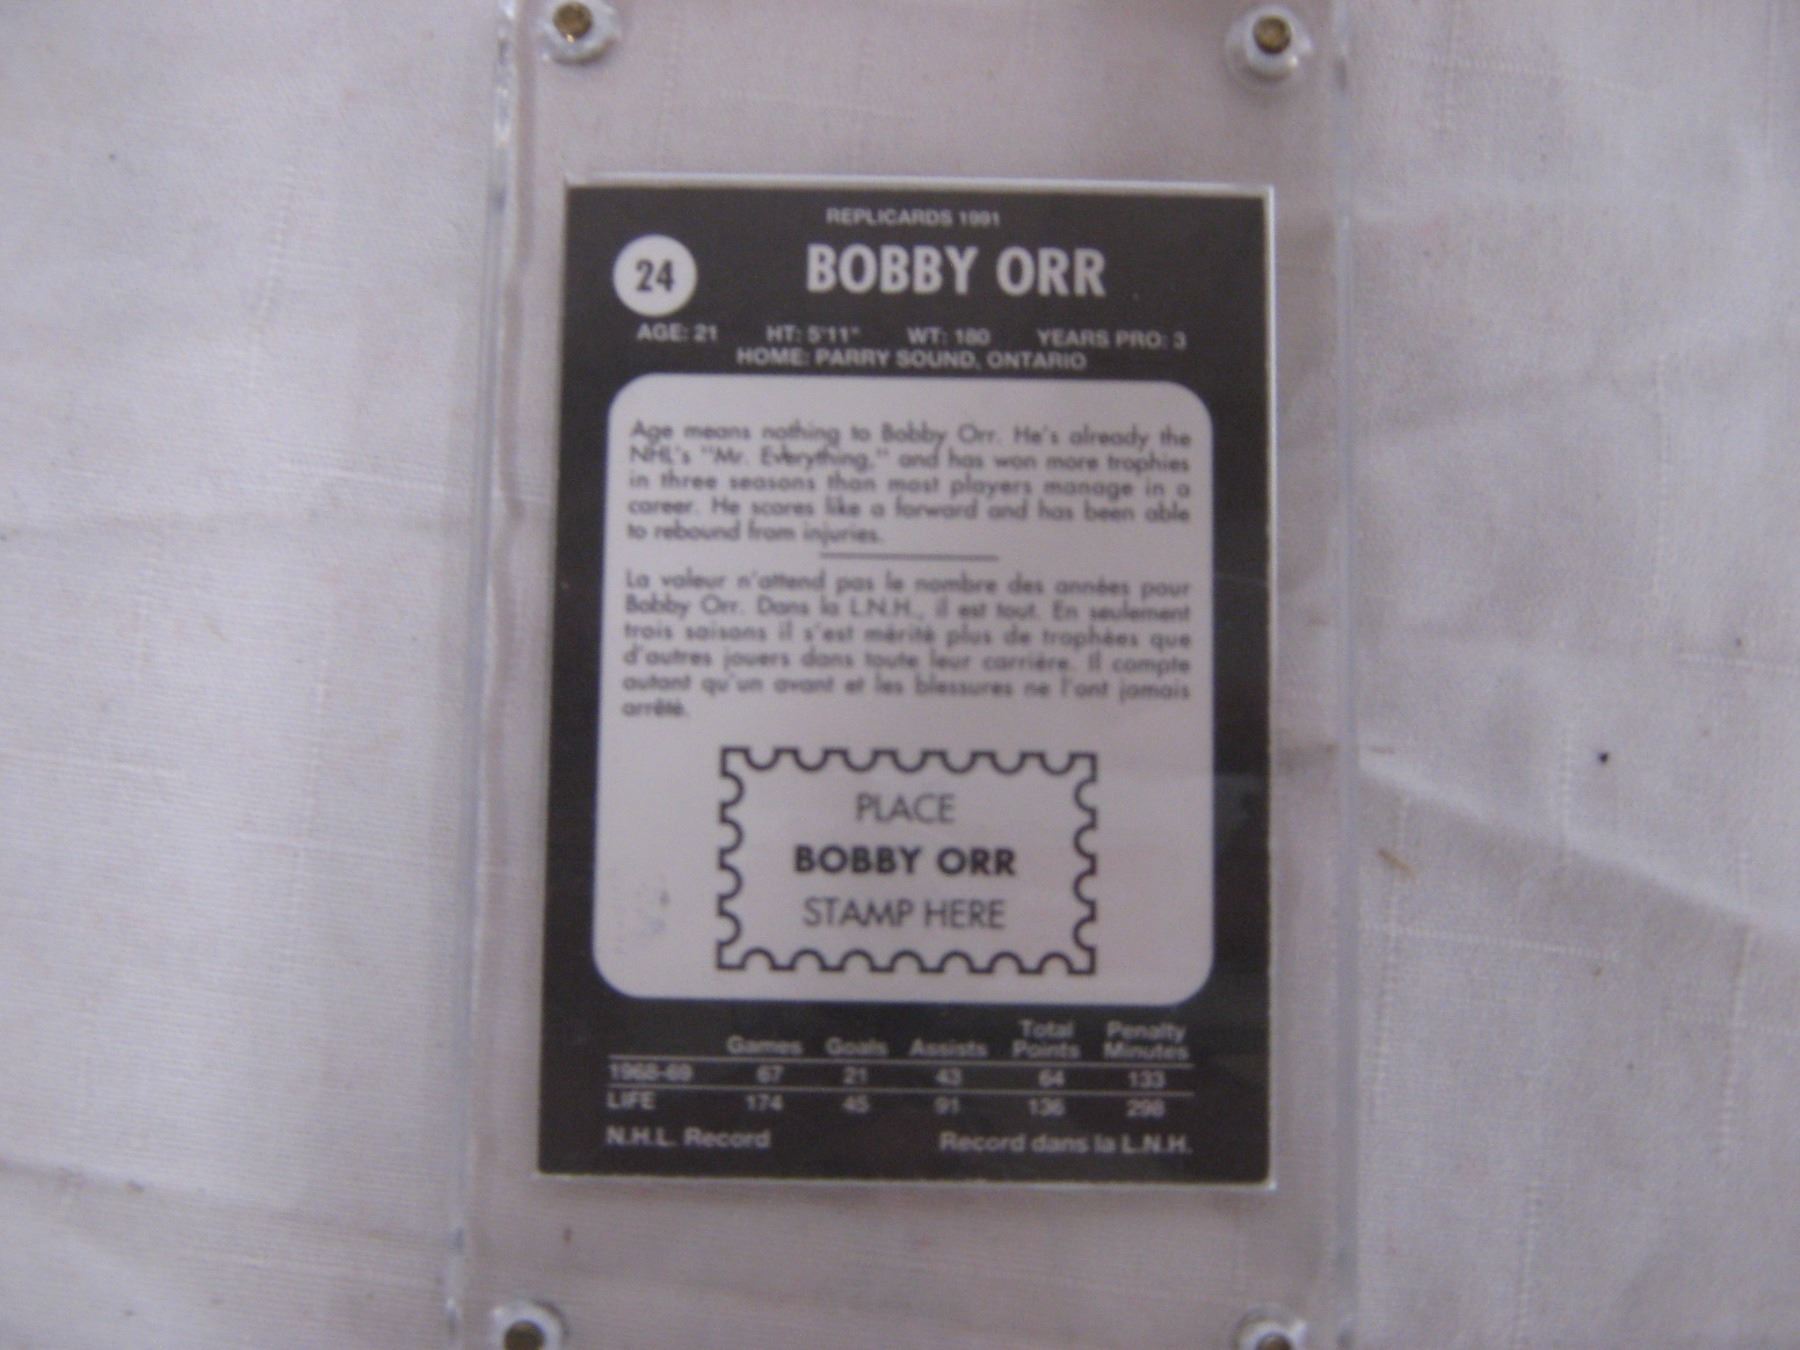 REPLICARDS 1991
24
BOBBY ORR
AGE: 21 HT: 5'11" WT: 180 YEARS PRO: 3
HOME: PARRY SOUND, ONTARIO
Age means nothing to Bobby Orr. He's already the
NHL's "Mr. Everything," and has won more trophies
in three seasons than most players manage in a
career. He scores like a forward and has been able
to rebound from injuries.
La valeur n'attend pas le nombre des années pour
Bobby Orr. Dans la L.N.H., il est tout. En seulement
trois saisons il s'est mérité plus de trophées que
d'autres jouers dans toute leur carrière. Il compte
autant qu'un avant et les blessures ne l'ont jamais
arrêté.
PLACE
BOBBY ORR
STAMP HERE
Games Goals Assists Total Points Penalty Minutes
1968-69 67 21 43 64 133
LIFE 174 45 91 136 298
N.H.L. Record Record dans la L.N.H.